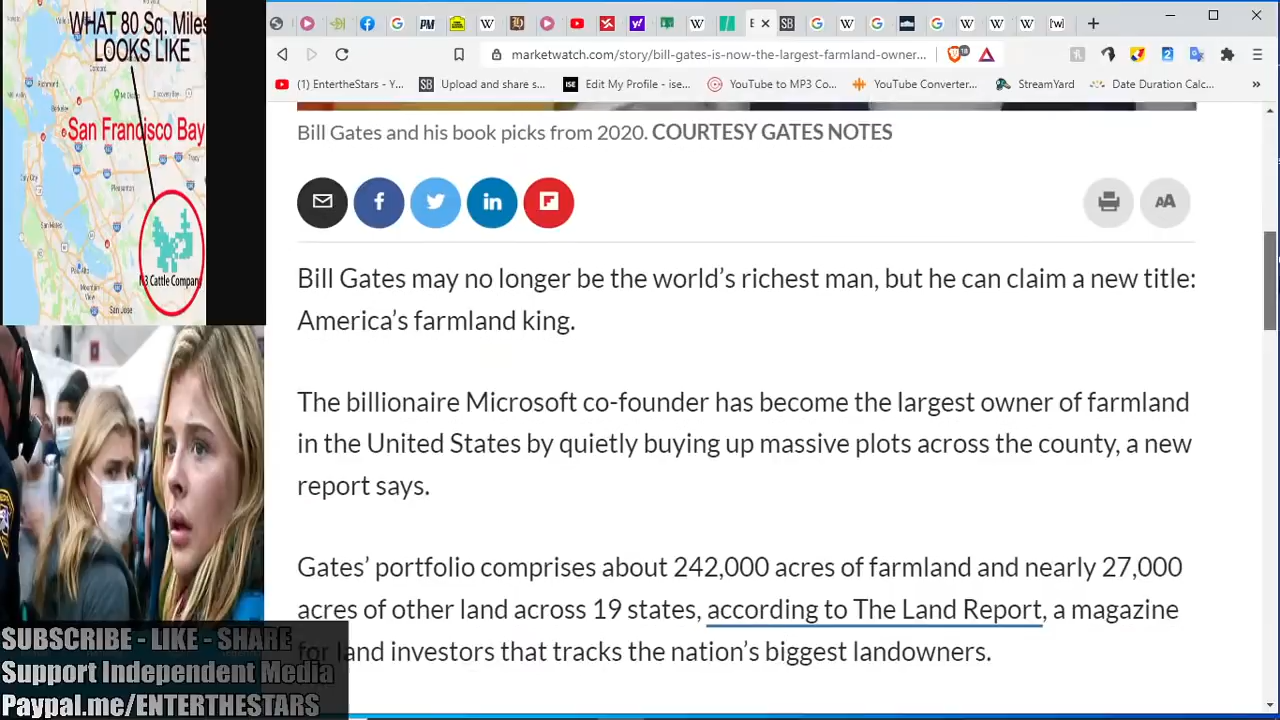 WHAT 80 Sq. Miles
LOOKS LIKE
San Francisco Bay
N3 Cattle Company
San Jose
SUBSCRIBE - LIKE - SHARE
Support Independent Media
Paypal.me/ENTERTHESTARS
marketwatch.com/story/bill-gates-is-now-the-largest-farmland-owner...
(1) EntertheStars - Y...
Upload and share s...
Edit My Profile - ise...
YouTube to MP3 Co...
YouTube Converter...
StreamYard
Date Duration Calc...
Bill Gates and his book picks from 2020. COURTESY GATES NOTES
Bill Gates may no longer be the world’s richest man, but he can claim a new title:
America’s farmland king.
The billionaire Microsoft co-founder has become the largest owner of farmland
in the United States by quietly buying up massive plots across the county, a new
report says.
Gates’ portfolio comprises about 242,000 acres of farmland and nearly 27,000
acres of other land across 19 states, according to The Land Report, a magazine
for land investors that tracks the nation’s biggest landowners.